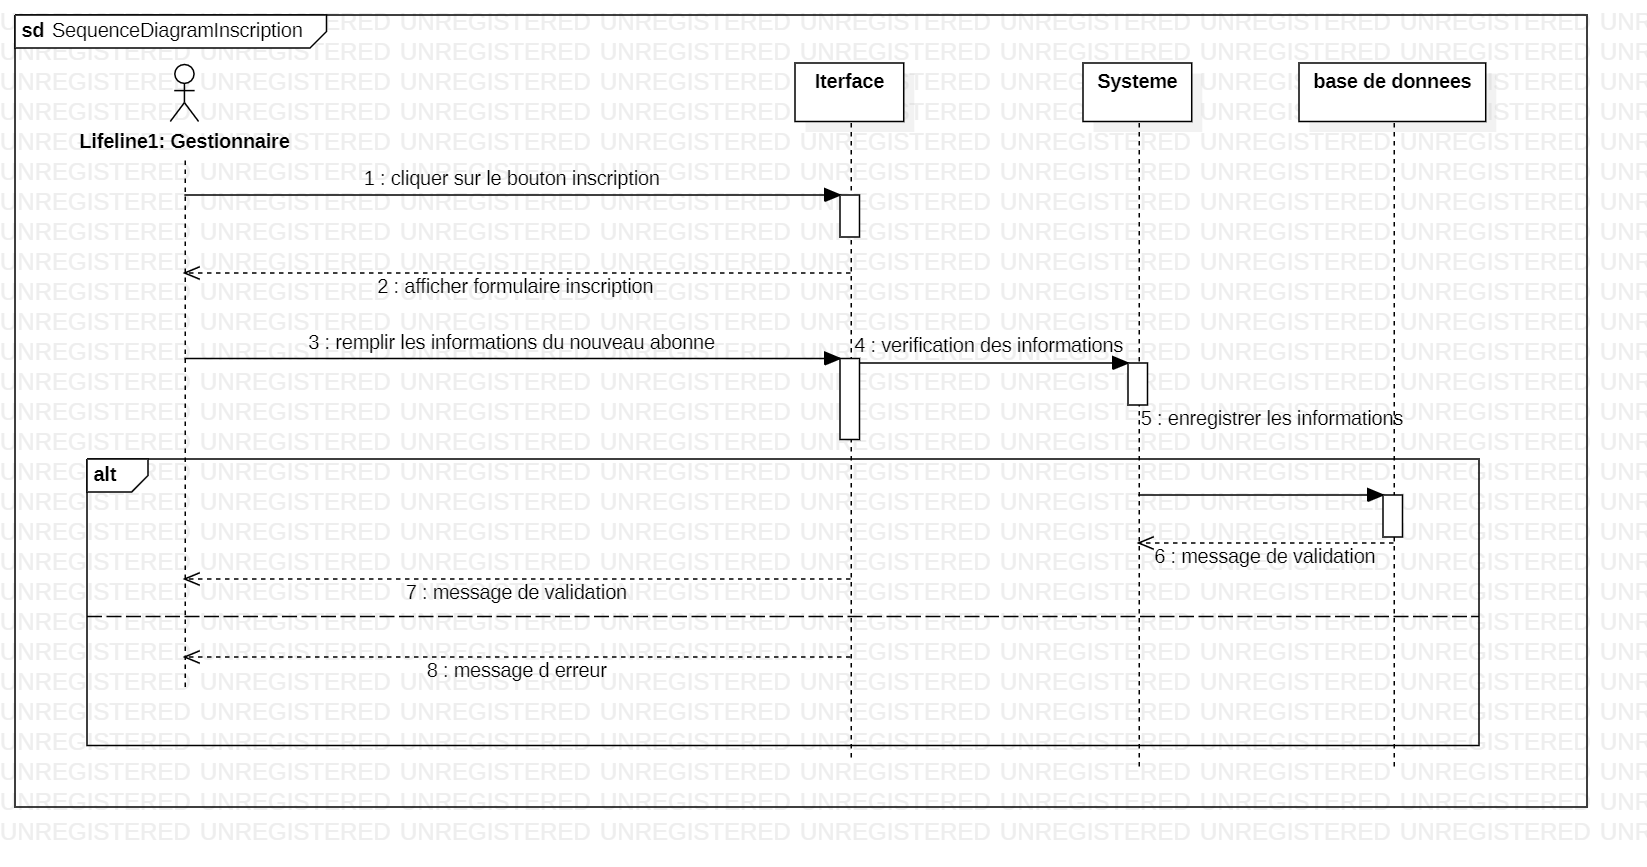 sd SequenceDiagramInscription
Iterface
Systeme
base de donnees
Lifeline1: Gestionnaire
1 : cliquer sur le bouton inscription
2 : afficher formulaire inscription
3 : remplir les informations du nouveau abonne
4 : verification des informations
5 : enregistrer les informations
alt
6 : message de validation
7 : message de validation
8 : message d erreur
UNREGISTERED